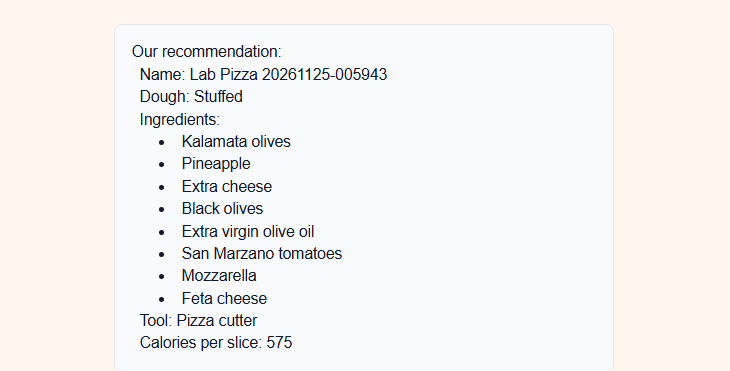 Our recommendation:
Name: Lab Pizza 20261125-005943
Dough: Stuffed
Ingredients:
• Kalamata olives
• Pineapple
• Extra cheese
• Black olives
• Extra virgin olive oil
• San Marzano tomatoes
• Mozzarella
• Feta cheese
Tool: Pizza cutter
Calories per slice: 575